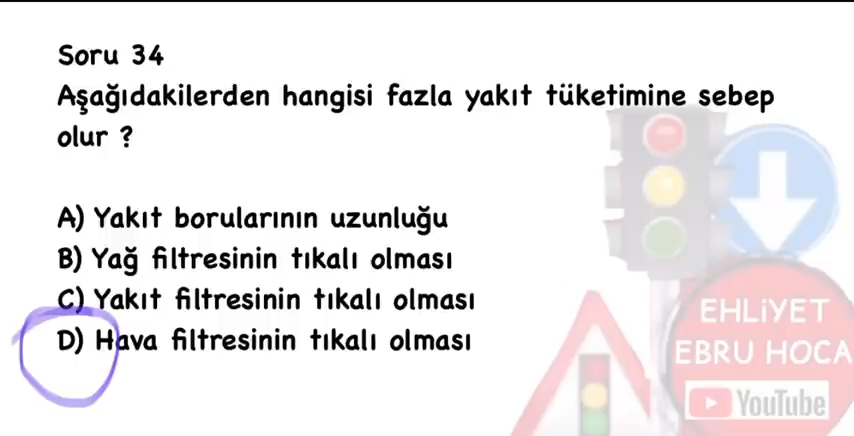 Soru 34
Aşağıdakilerden hangisi fazla yakıt tüketimine sebep
olur ?
A) Yakıt borularının uzunluğu
B) Yağ filtresinin tıkalı olması
C) Yakıt filtresinin tıkalı olması
D) Hava filtresinin tıkalı olması
EHLİYET
EBRU HOCA
YouTube